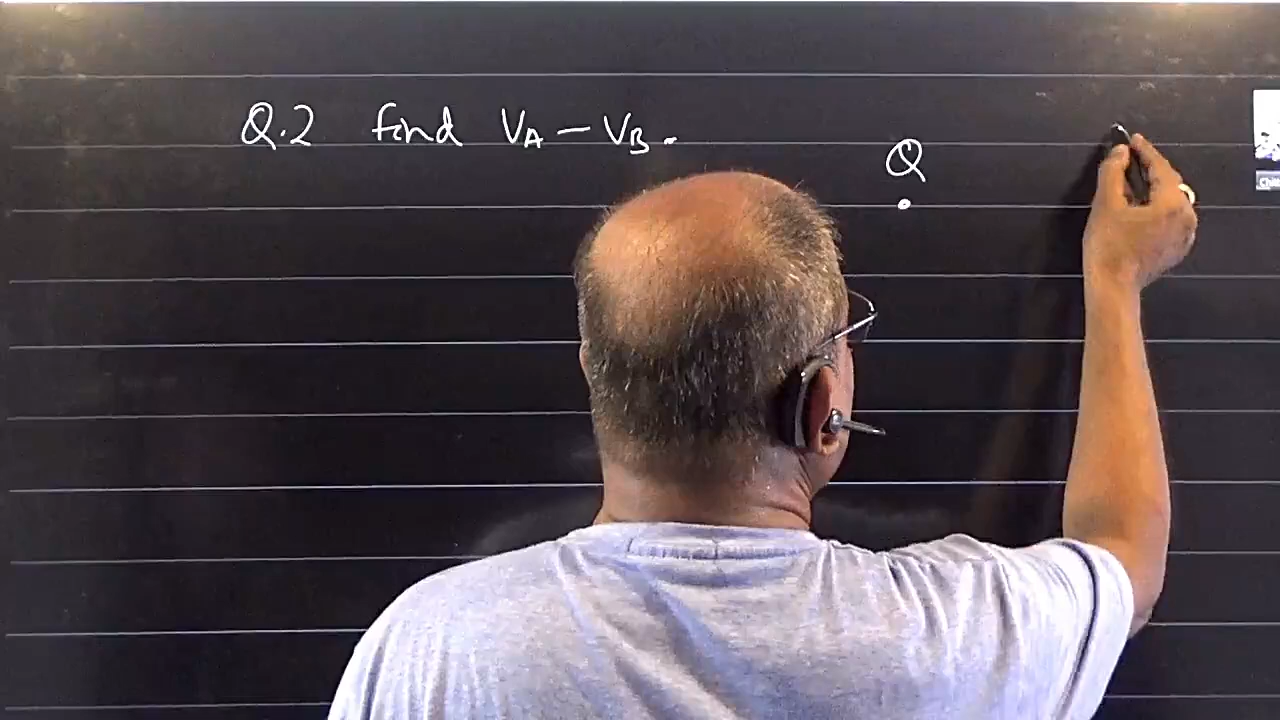 Q.2 find VA – VB.
Q